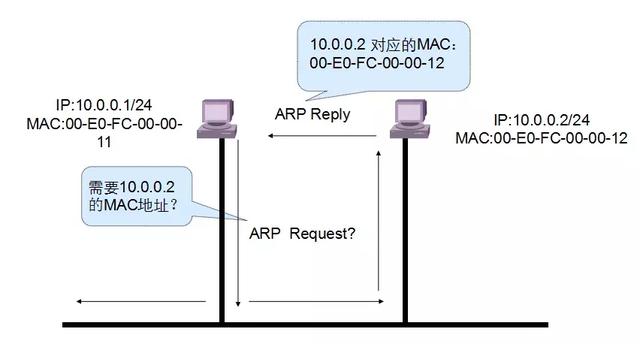 10.0.0.2 对应的MAC：
00-E0-FC-00-00-12
IP:10.0.0.1/24
MAC:00-E0-FC-00-00-
11
ARP Reply
IP:10.0.0.2/24
MAC:00-E0-FC-00-00-12
需要10.0.0.2
的MAC地址？
ARP Request?